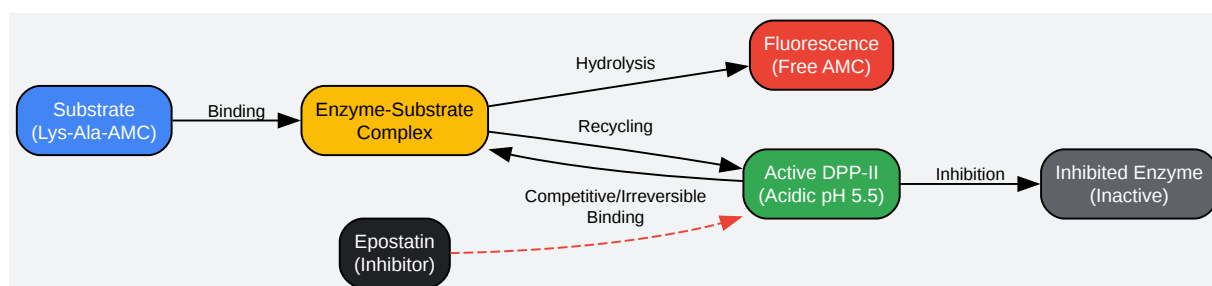 Substrate
(Lys-Ala-AMC)
Binding
Enzyme-Substrate
Complex
Hydrolysis
Fluorescence
(Free AMC)
Recycling
Active DPP-II
(Acidic pH 5.5)
Inhibition
Inhibited Enzyme
(Inactive)
Competitive/Irreversible
Binding
Epostatin
(Inhibitor)